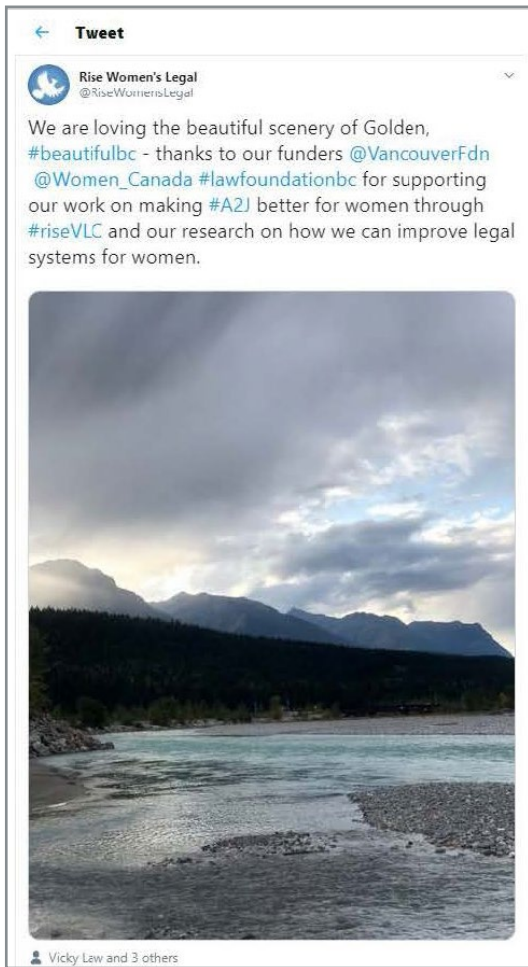 ← Tweet
Rise Women's Legal
@RiseWomensLegal
We are loving the beautiful scenery of Golden,
#beautifulbc - thanks to our funders @VancouverFdn
@Women_Canada #lawfoundationbc for supporting
our work on making #A2J better for women through
#riseVLC and our research on how we can improve legal
systems for women.
Vicky Law and 3 others